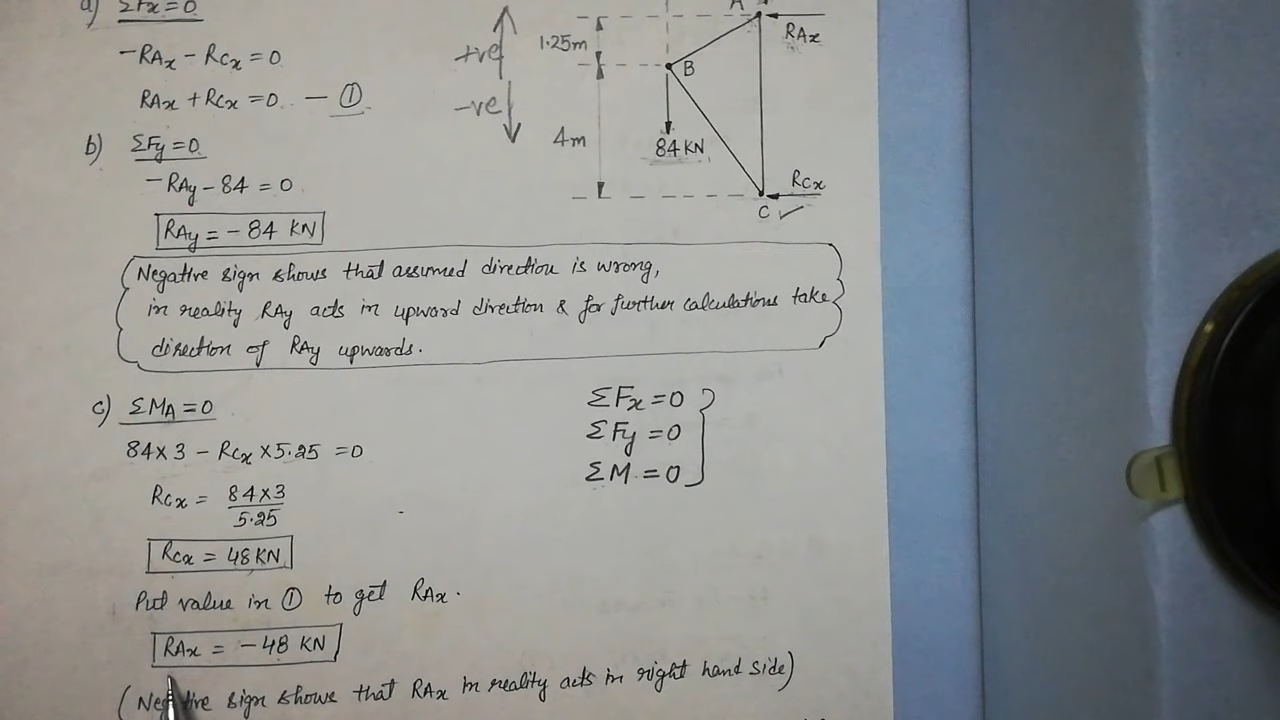 a) ΣFx=0
-RAx - RCx = 0
RAx + RCx = 0 - ①
b) ΣFy=0
-RAy - 84 = 0
RAy = - 84 KN
+ve
-ve
1.25m
4m
A
RAx
B
84 KN
RCx
C ✓
Negative sign shows that assumed direction is wrong,
in reality RAy acts in upward direction & for further calculations take
direction of RAy upwards.
c) ΣMA=0
84×3 - RCx ×5.25 = 0
RCx = 84×3
5.25
RCx = 48 KN
ΣFx=0
ΣFy=0
ΣM.=0
Put value in ① to get RAx.
RAx = -48 KN
(Negative sign shows that RAx in reality acts in right hand side)